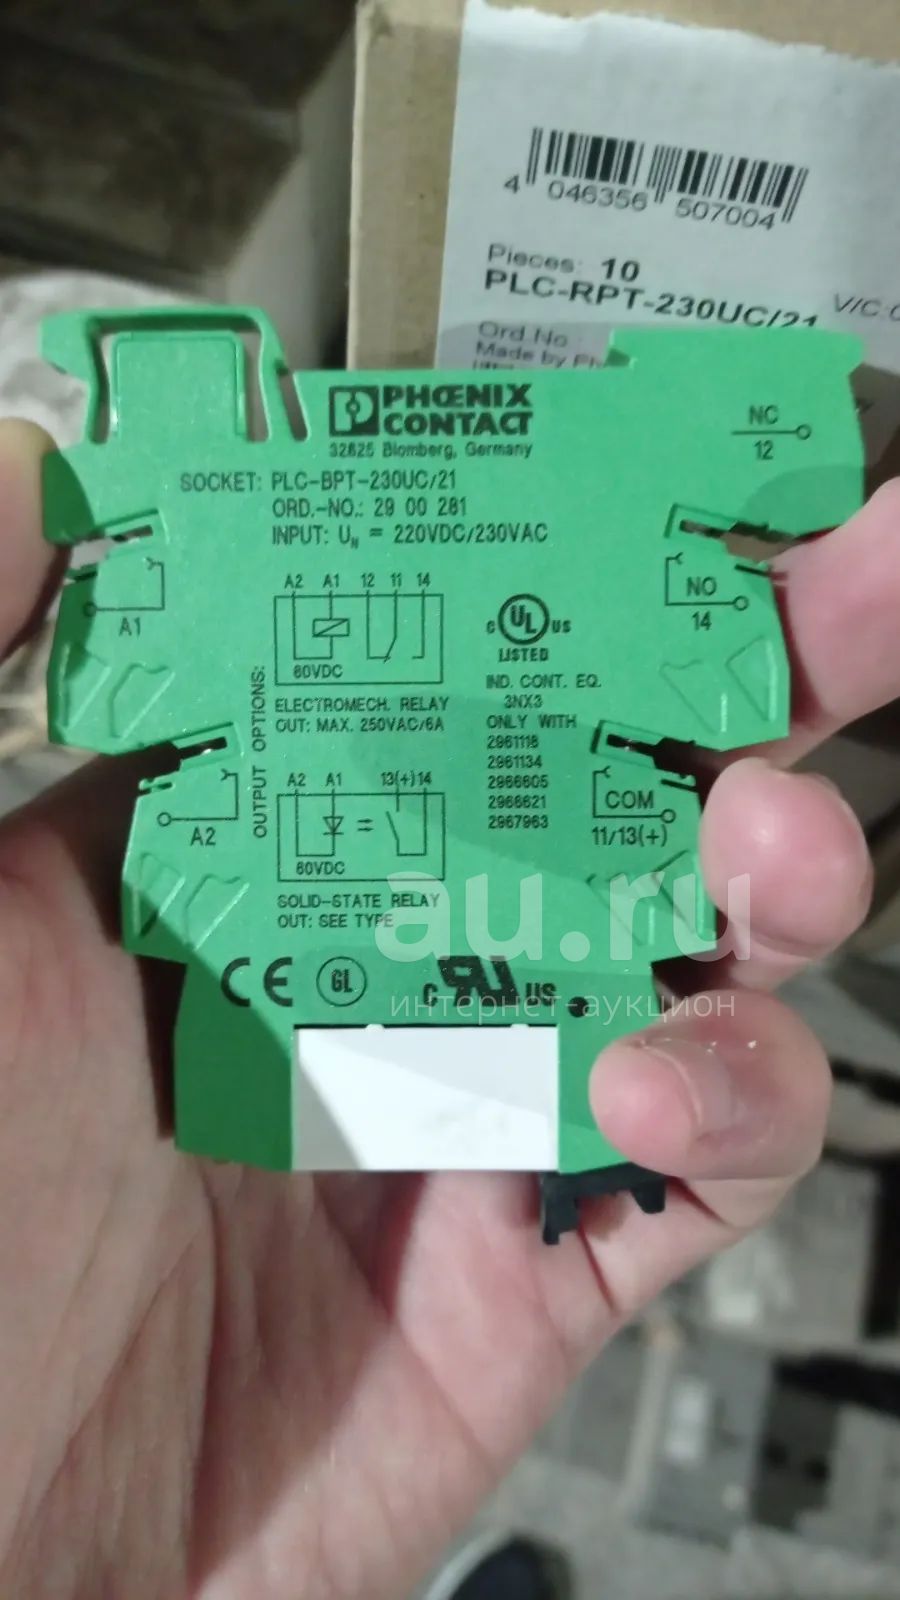 4 046356 507004
Pieces: 10
PLC-RPT-230UC/21
V/C:
Ord.No
Made by
PHŒNIX
CONTACT
32825 Blomberg, Germany
SOCKET: PLC-BPT-230UC/21
ORD.-NO.: 29 00 281
INPUT: UN = 220VDC/230VAC
NC
12
A1
NO
14
A2
COM
11/13(+)
OUTPUT OPTIONS:
A2 A1 12 11 14
60VDC
ELECTROMECH. RELAY
OUT: MAX. 250VAC/6A
A2 A1 13(+)14
60VDC
SOLID-STATE RELAY
OUT: SEE TYPE
C UL US
LISTED
IND. CONT. EQ.
3NX3
ONLY WITH
2961118
2961134
2966605
2966621
2967963
CE GL C US
au.ru
интернет-аукцион